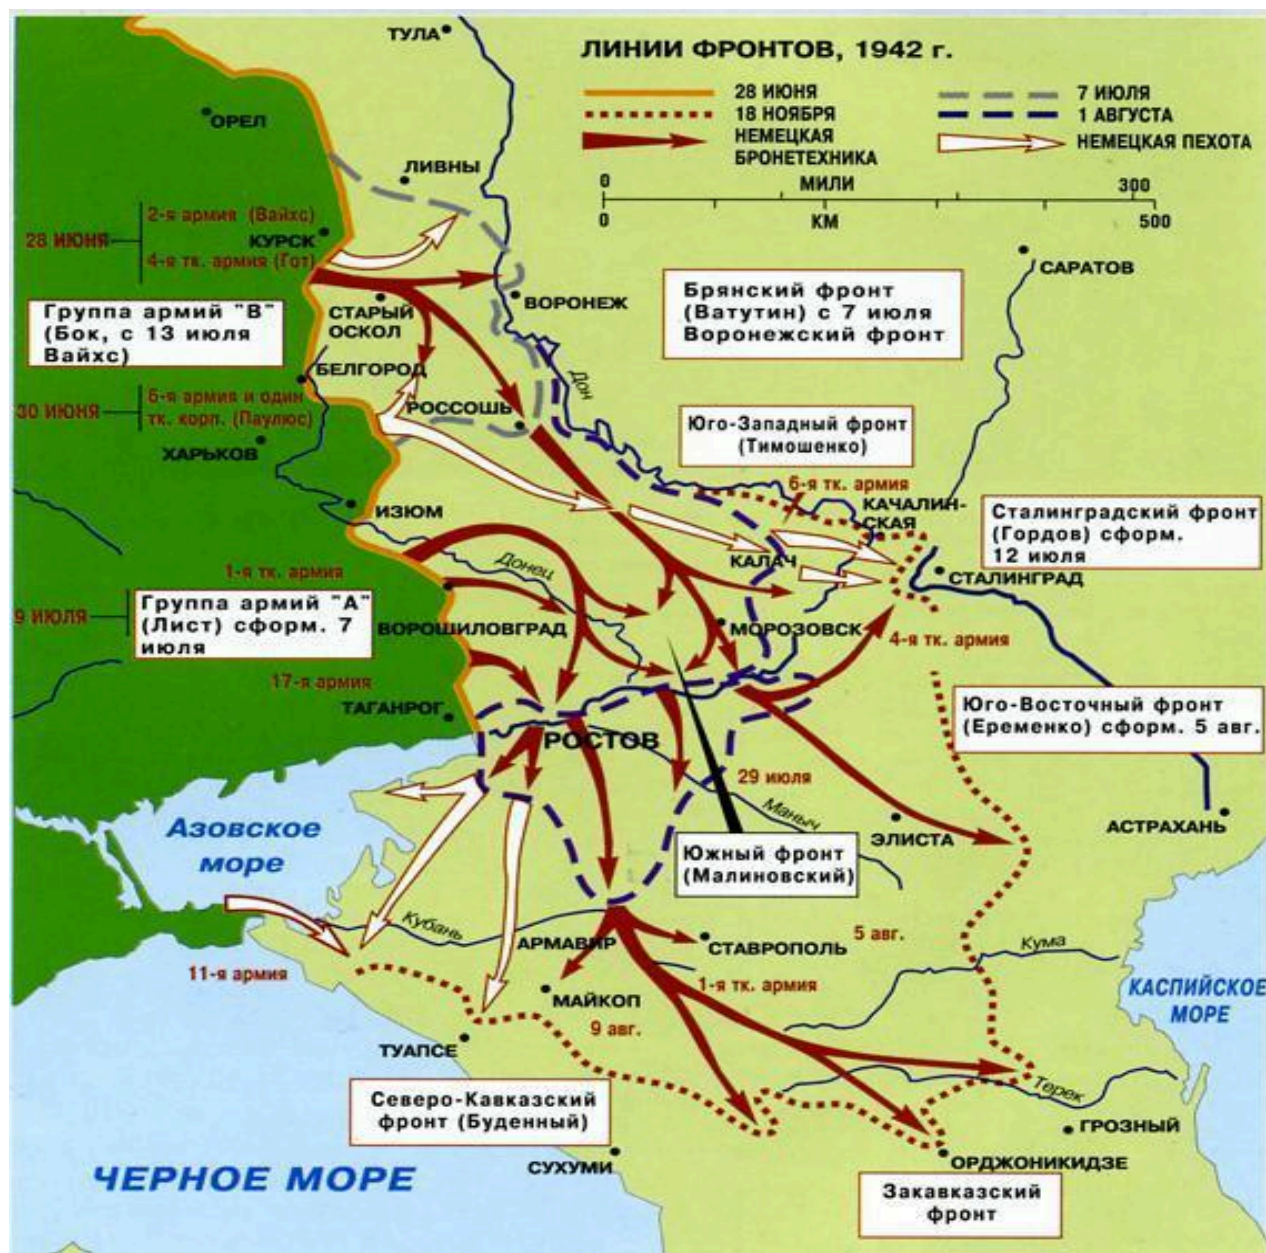 ТУЛА
ЛИНИИ ФРОНТОВ, 1942 г.
28 ИЮНЯ
18 НОЯБРЯ
НЕМЕЦКАЯ
БРОНЕТЕХНИКА
7 ИЮЛЯ
1 АВГУСТА
НЕМЕЦКАЯ ПЕХОТА
0 МИЛИ 300
0 КМ 500
ОРЕЛ
ЛИВНЫ
28 ИЮНЯ
2-я армия (Вайхс)
КУРСК
4-я тк. армия (Гот)
САРАТОВ
Группа армий "В"
(Бок, с 13 июля
Вайхс)
СТАРЫЙ
ОСКОЛ
ВОРОНЕЖ
Брянский фронт
(Ватутин) с 7 июля
Воронежский фронт
БЕЛГОРОД
Дон
30 ИЮНЯ
6-я армия и один
тк. корп. (Паулюс)
РОССОШЬ
ХАРЬКОВ
Юго-Западный фронт
(Тимошенко)
6-я тк. армия
ИЗЮМ
КАЧАЛИН-
СКАЯ
Сталинградский фронт
(Гордов) сформ.
12 июля
Донец
КАЛАЧ
СТАЛИНГРАД
1-я тк. армия
9 ИЮЛЯ
Группа армий "А"
(Лист) сформ. 7
июля
ВОРОШИЛОВГРАД
МОРОЗОВСК
4-я тк. армия
17-я армия
ТАГАНРОГ
РОСТОВ
Юго-Восточный фронт
(Еременко) сформ. 5 авг.
29 июля
Маныч
ЭЛИСТА
АСТРАХАНЬ
Азовское
море
Южный фронт
(Малиновский)
Кубань
АРМАВИР
СТАВРОПОЛЬ
5 авг.
Кума
11-я армия
1-я тк. армия
МАЙКОП
9 авг.
КАСПИЙСКОЕ
МОРЕ
ТУАПСЕ
Северо-Кавказский
фронт (Буденный)
Терек
ГРОЗНЫЙ
СУХУМИ
ОРДЖОНИКИДЗЕ
ЧЕРНОЕ МОРЕ
Закавказский
фронт